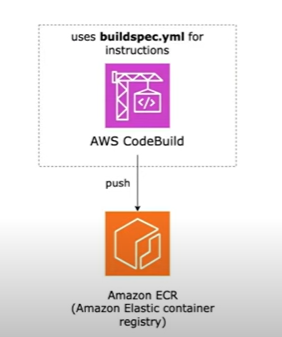 uses buildspec.yml for
instructions
</>
AWS CodeBuild
push
Amazon ECR
(Amazon Elastic container
registry)